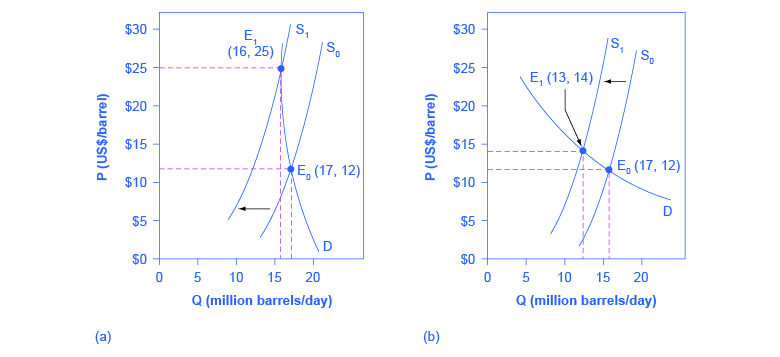 $30
$25
$20
$15
$10
$5
$0
P (US$/barrel)
E1
(16, 25)
S1
S0
E0 (17, 12)
D
0 5 10 15 20
Q (million barrels/day)
(a)
$30
$25
$20
$15
$10
$5
$0
P (US$/barrel)
S1
S0
E1 (13, 14)
E0 (17, 12)
D
0 5 10 15 20
Q (million barrels/day)
(b)